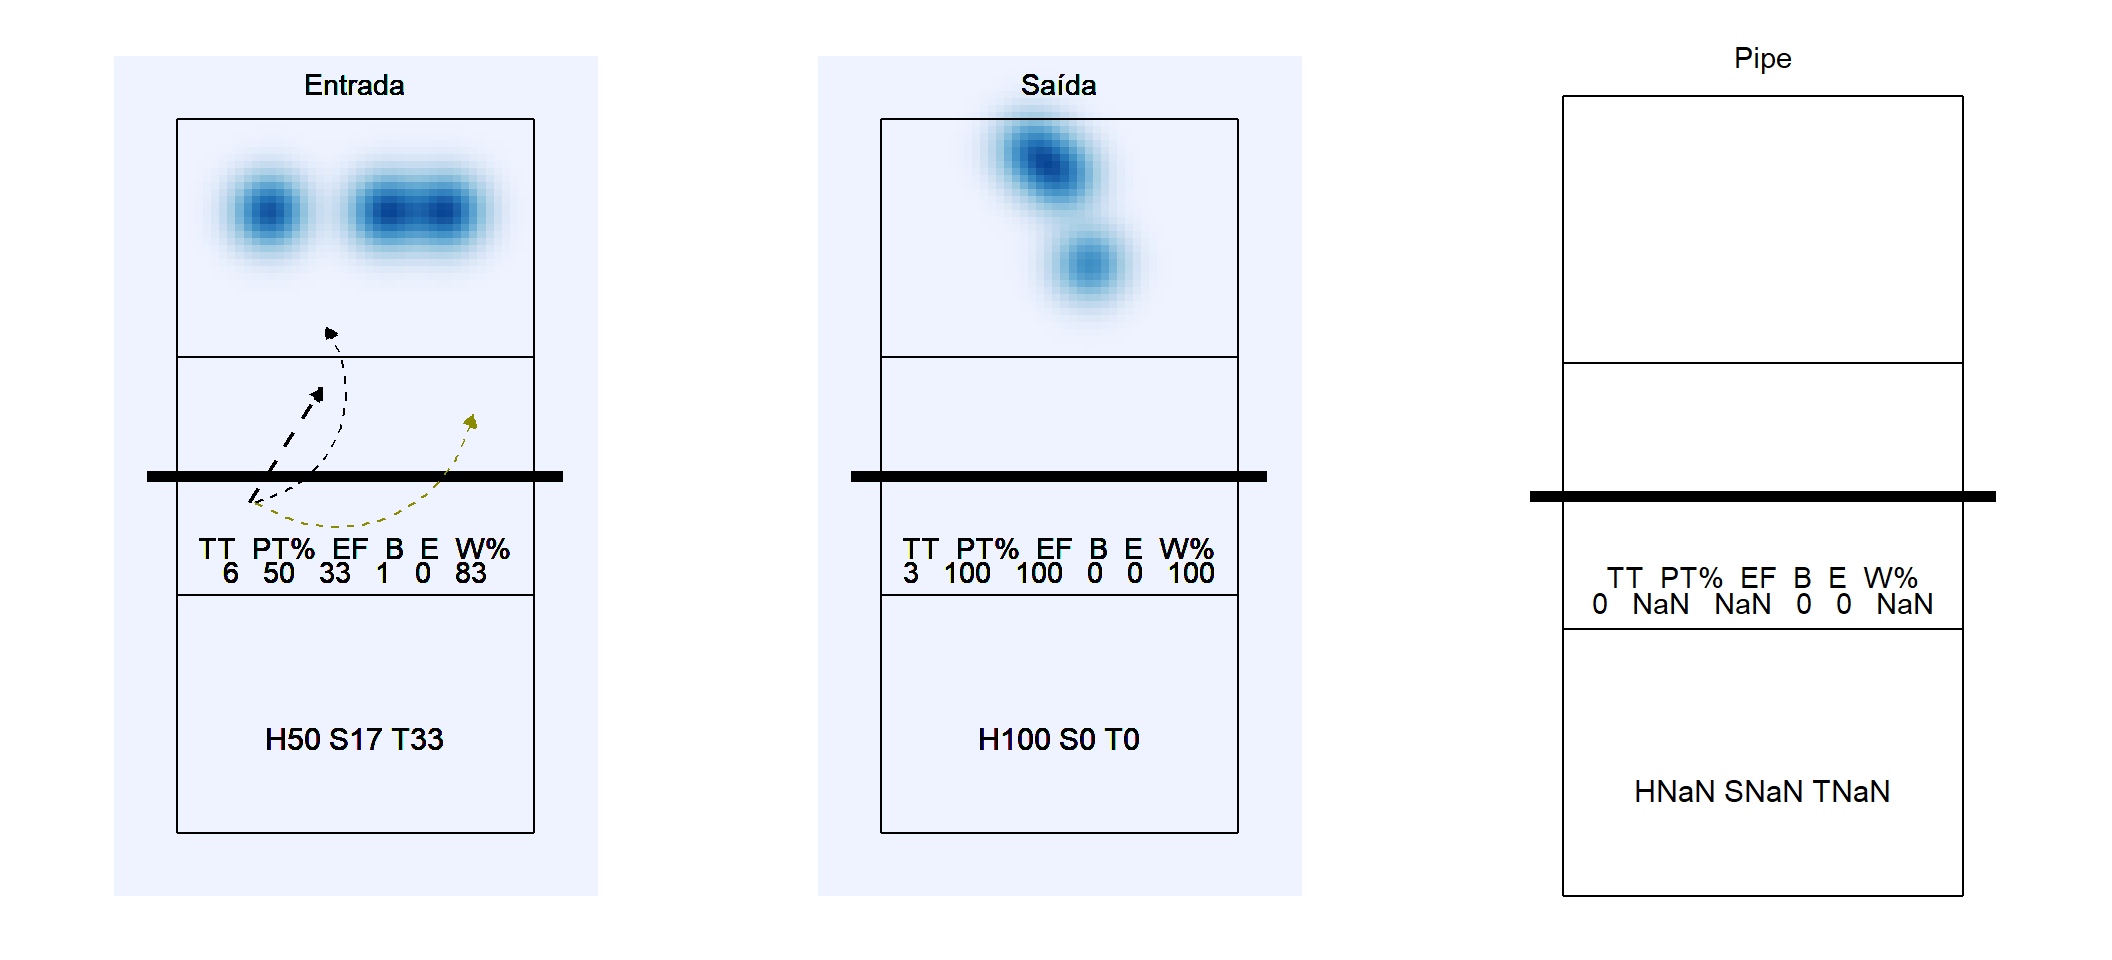 Entrada
TT PT% EF B E W%
6 50 33 1 0 83
H50 S17 T33
Saída
TT PT% EF B E W%
3 100 100 0 0 100
H100 S0 T0
Pipe
TT PT% EF B E W%
0 NaN NaN 0 0 NaN
HNaN SNaN TNaN